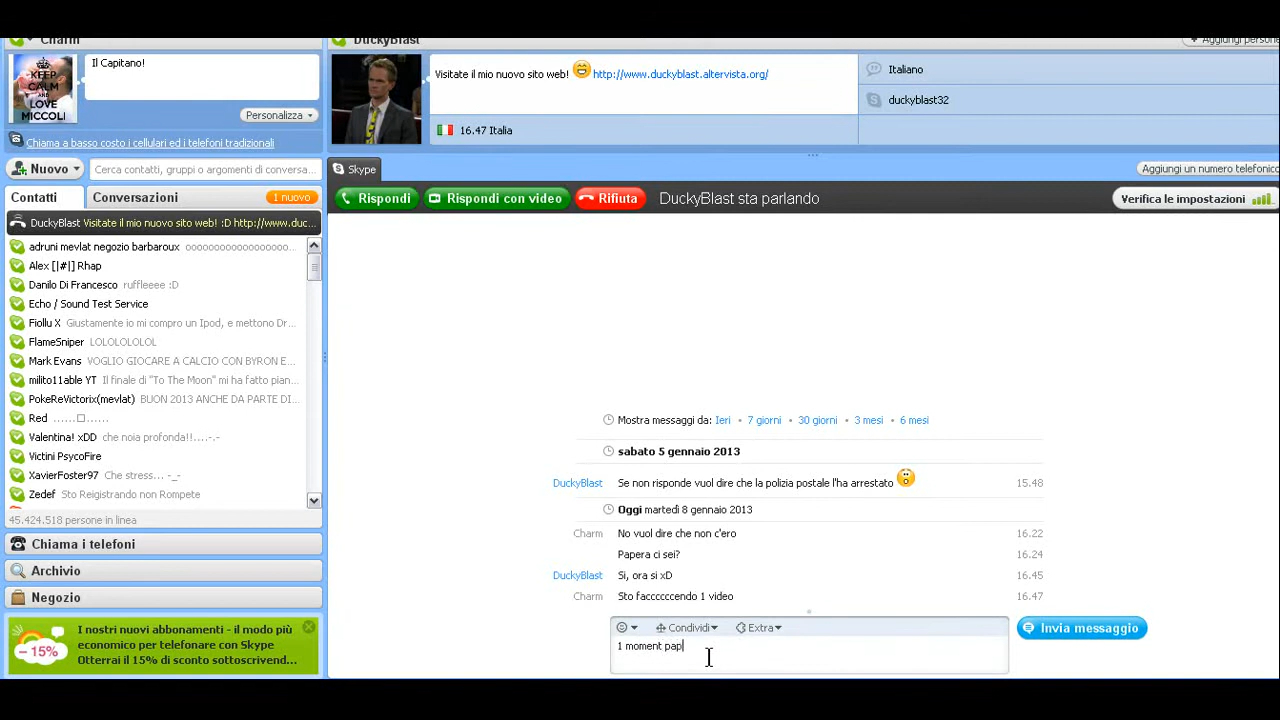 Charm
Il Capitano!
KEEP
CALM
AND
LOVE
MICCOLI
Personalizza
Chiama a basso costo i cellulari ed i telefoni tradizionali
Nuovo
Cerca contatti, gruppi o argomenti di conversa...
Contatti
Conversazioni
1 nuovo
DuckyBlast Visitate il mio nuovo sito web! :D http://www.duc...
adruni mevlat negozio barbaroux oooooooooooooooooo...
Alex [|#|] Rhap
Danilo Di Francesco ruffleeee :D
Echo / Sound Test Service
Fiollu X Giustamente io mi compro un Ipod, e mettono Dr...
FlameSniper LOLOLOLOLOL
Mark Evans VOGLIO GIOCARE A CALCIO CON BYRON E...
milito11able YT Il finale di "To The Moon" mi ha fatto pian...
PokeReVictorix(mevlat) BUON 2013 ANCHE DA PARTE DI...
Red ......□......
Valentina! xDD che noia profonda!!....-.-
Victini PsycoFire
XavierFoster97 Che stress... -_-
Zedef Sto Reigistrando non Rompete
45.424.518 persone in linea
Chiama i telefoni
Archivio
Negozio
- 15%
I nostri nuovi abbonamenti - il modo più
economico per telefonare con Skype
Otterrai il 15% di sconto sottoscrivend...
DuckyBlast
Aggiungi persone
Visitate il mio nuovo sito web! http://www.duckyblast.altervista.org/
16.47 Italia
Italiano
duckyblast32
Skype
Aggiungi un numero telefonico
Rispondi
Rispondi con video
Rifiuta
DuckyBlast sta parlando
Verifica le impostazioni
Mostra messaggi da: Ieri • 7 giorni • 30 giorni • 3 mesi • 6 mesi
sabato 5 gennaio 2013
DuckyBlast Se non risponde vuol dire che la polizia postale l'ha arrestato 15.48
Oggi martedì 8 gennaio 2013
Charm No vuol dire che non c'ero 16.22
Papera ci sei? 16.24
DuckyBlast Si, ora si xD 16.45
Charm Sto faccccccendo 1 video 16.47
Condividi
Extra
1 moment pap
Invia messaggio